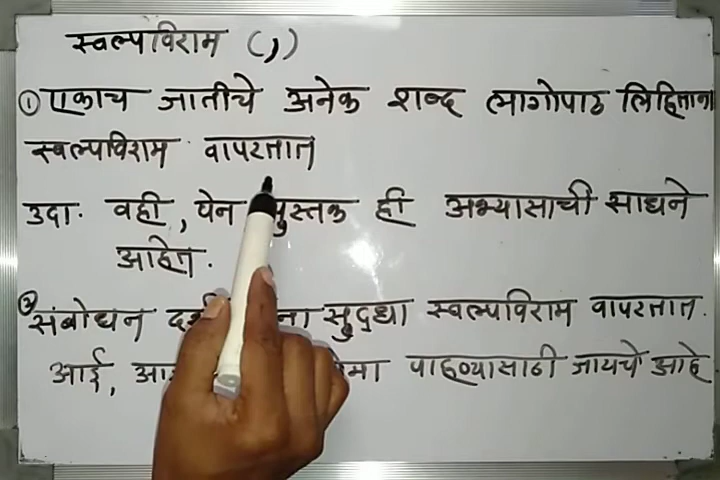 स्वल्पविराम (,)
① एकाच जातीचे अनेक शब्द लागोपाठ लिहिताना
स्वल्पविराम वापरतात
उदा. वही, पेन पुस्तक ही अभ्यासाची साधने
आहेत.
② संबोधन सुद्धा स्वल्पविराम वापरतात.
आई, पाहण्यासाठी जायचे आहे